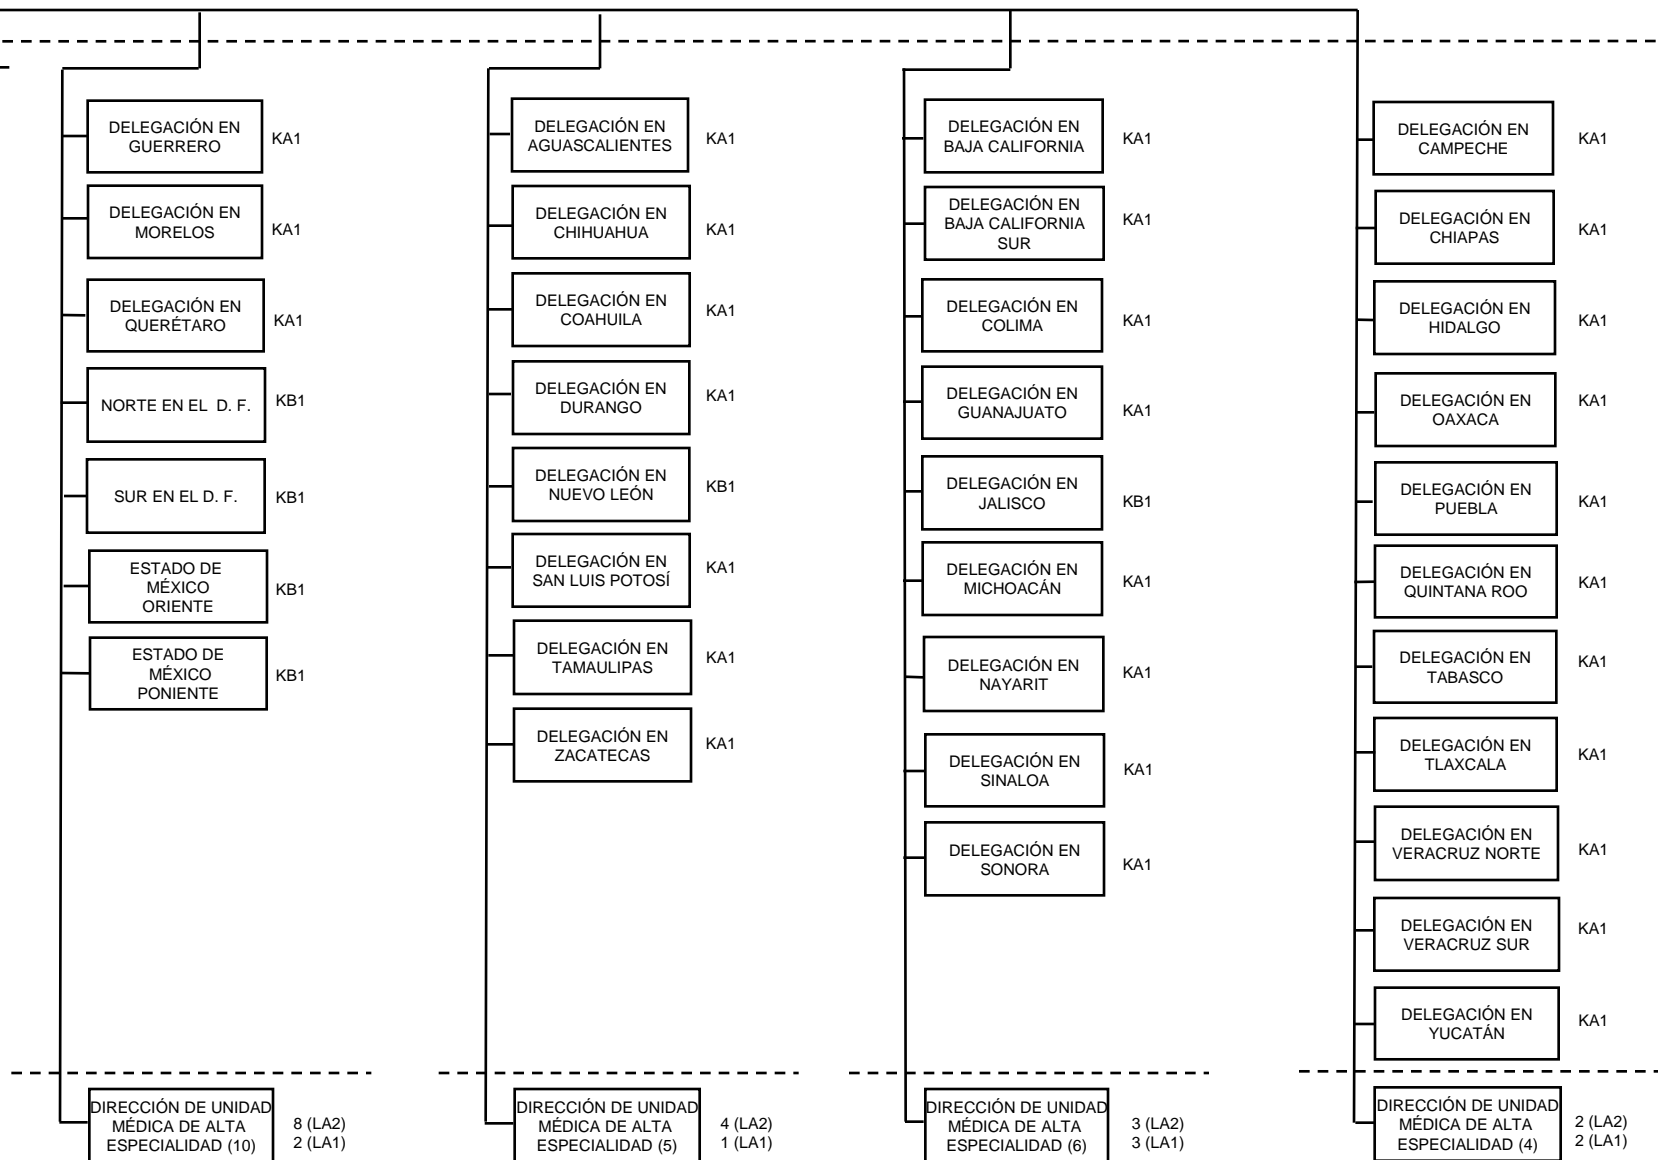 DELEGACIÓN EN
GUERRERO
KA1
DELEGACIÓN EN
MORELOS
KA1
DELEGACIÓN EN
QUERÉTARO
KA1
NORTE EN EL D. F.
KB1
SUR EN EL D. F.
KB1
ESTADO DE
MÉXICO
ORIENTE
KB1
ESTADO DE
MÉXICO
PONIENTE
KB1
DIRECCIÓN DE UNIDAD
MÉDICA DE ALTA
ESPECIALIDAD (10)
8 (LA2)
2 (LA1)
DELEGACIÓN EN
AGUASCALIENTES
KA1
DELEGACIÓN EN
CHIHUAHUA
KA1
DELEGACIÓN EN
COAHUILA
KA1
DELEGACIÓN EN
DURANGO
KA1
DELEGACIÓN EN
NUEVO LEÓN
KB1
DELEGACIÓN EN
SAN LUIS POTOSÍ
KA1
DELEGACIÓN EN
TAMAULIPAS
KA1
DELEGACIÓN EN
ZACATECAS
KA1
DIRECCIÓN DE UNIDAD
MÉDICA DE ALTA
ESPECIALIDAD (5)
4 (LA2)
1 (LA1)
DELEGACIÓN EN
BAJA CALIFORNIA
KA1
DELEGACIÓN EN
BAJA CALIFORNIA
SUR
KA1
DELEGACIÓN EN
COLIMA
KA1
DELEGACIÓN EN
GUANAJUATO
KA1
DELEGACIÓN EN
JALISCO
KB1
DELEGACIÓN EN
MICHOACÁN
KA1
DELEGACIÓN EN
NAYARIT
KA1
DELEGACIÓN EN
SINALOA
KA1
DELEGACIÓN EN
SONORA
KA1
DIRECCIÓN DE UNIDAD
MÉDICA DE ALTA
ESPECIALIDAD (6)
3 (LA2)
3 (LA1)
DELEGACIÓN EN
CAMPECHE
KA1
DELEGACIÓN EN
CHIAPAS
KA1
DELEGACIÓN EN
HIDALGO
KA1
DELEGACIÓN EN
OAXACA
KA1
DELEGACIÓN EN
PUEBLA
KA1
DELEGACIÓN EN
QUINTANA ROO
KA1
DELEGACIÓN EN
TABASCO
KA1
DELEGACIÓN EN
TLAXCALA
KA1
DELEGACIÓN EN
VERACRUZ NORTE
KA1
DELEGACIÓN EN
VERACRUZ SUR
KA1
DELEGACIÓN EN
YUCATÁN
KA1
DIRECCIÓN DE UNIDAD
MÉDICA DE ALTA
ESPECIALIDAD (4)
2 (LA2)
2 (LA1)